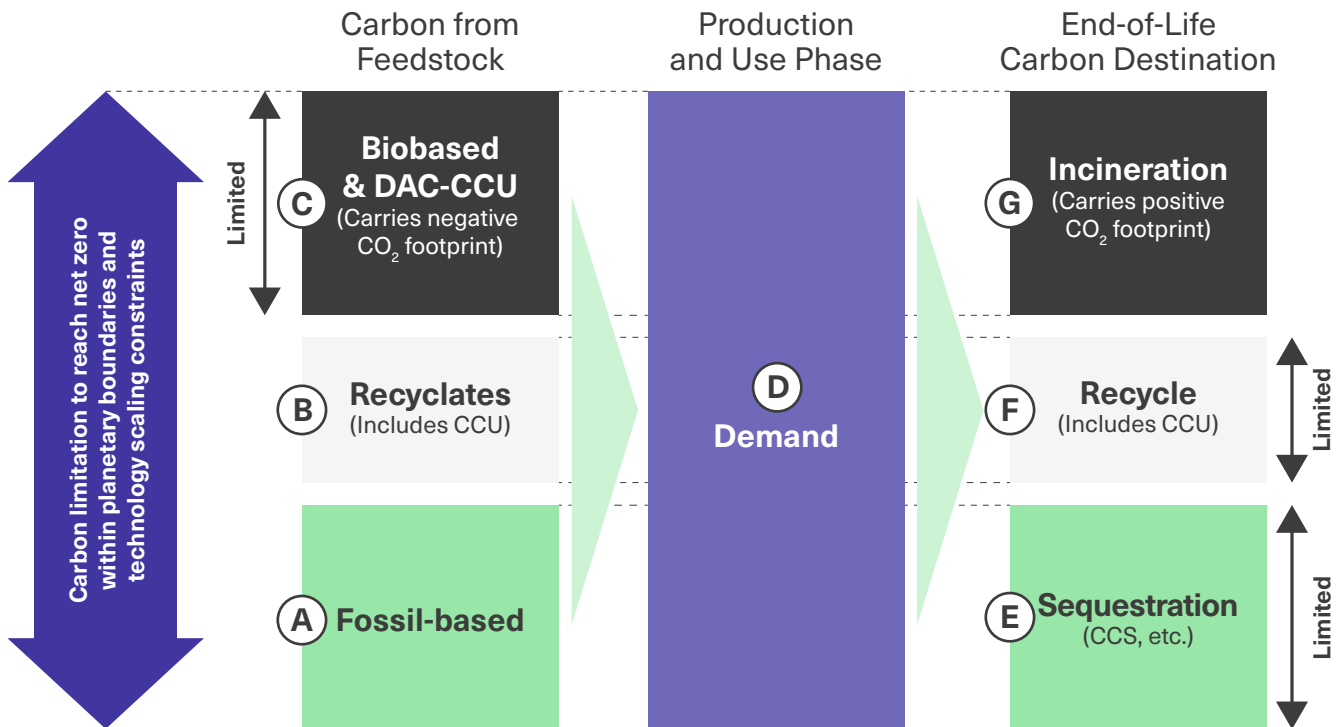 Carbon from
Feedstock
Production
and Use Phase
End-of-Life
Carbon Destination
Carbon limitation to reach net zero
within planetary boundaries and
technology scaling constraints
Limited
C
Biobased
& DAC-CCU
(Carries negative
CO₂ footprint)
B
Recyclates
(Includes CCU)
A
Fossil-based
D
Demand
G
Incineration
(Carries positive
CO₂ footprint)
F
Recycle
(Includes CCU)
Limited
E
Sequestration
(CCS, etc.)
Limited